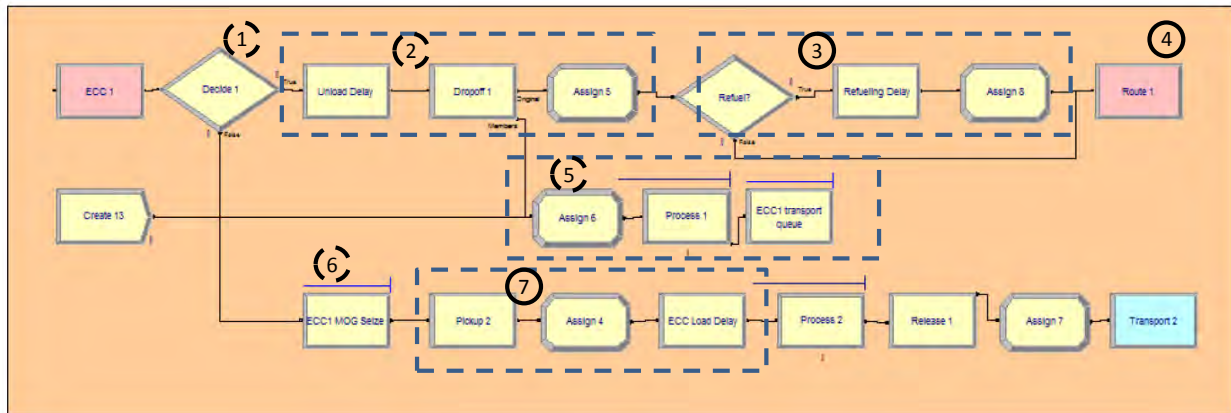 1
2
3
4
ECC 1
Decide 1
True
False
Unload Delay
Dropoff 1
Original
Members
Assign 5
Refuel?
True
False
Refueling Delay
Assign 8
Route 1
5
Create 13
Assign 6
Process 1
ECC1 transport
queue
6
7
ECC1 MOG Seize
Pickup 2
Assign 4
ECC Load Delay
Process 2
Release 1
Assign 7
Transport 2